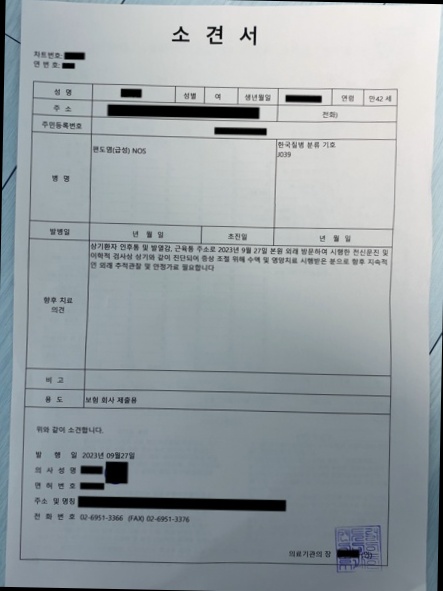 소 견 서
차트번호:
연 번 호:
성 명 성별 여 생년월일 연령 만42 세
주 소 전화)
주민등록번호
병 명 편도염(급성) NOS 한국질병 분류 기호
J039
발병일 년 월 일 초진일 년 월 일
향후 치료 의견
상기환자 인후통 및 발열감, 근육통 주소로 2023년 9월 27일 본원 외래 방문하여 시행한 전신문진 및
이학적 검사상 상기와 같이 진단되어 증상 조절 위해 수액 및 영양치료 시행받은 분으로 향후 지속적
인 외래 추적관찰 및 안정가료 필요합니다
비 고
용 도 보험 회사 제출용
위와 같이 소견합니다.
발 행 일 2023년 09월27일
의 사 성 명
면 허 번 호
주소 및 명칭
전 화 번 호 02-6951-3366 (FAX) 02-6951-3376
의료기관의 장